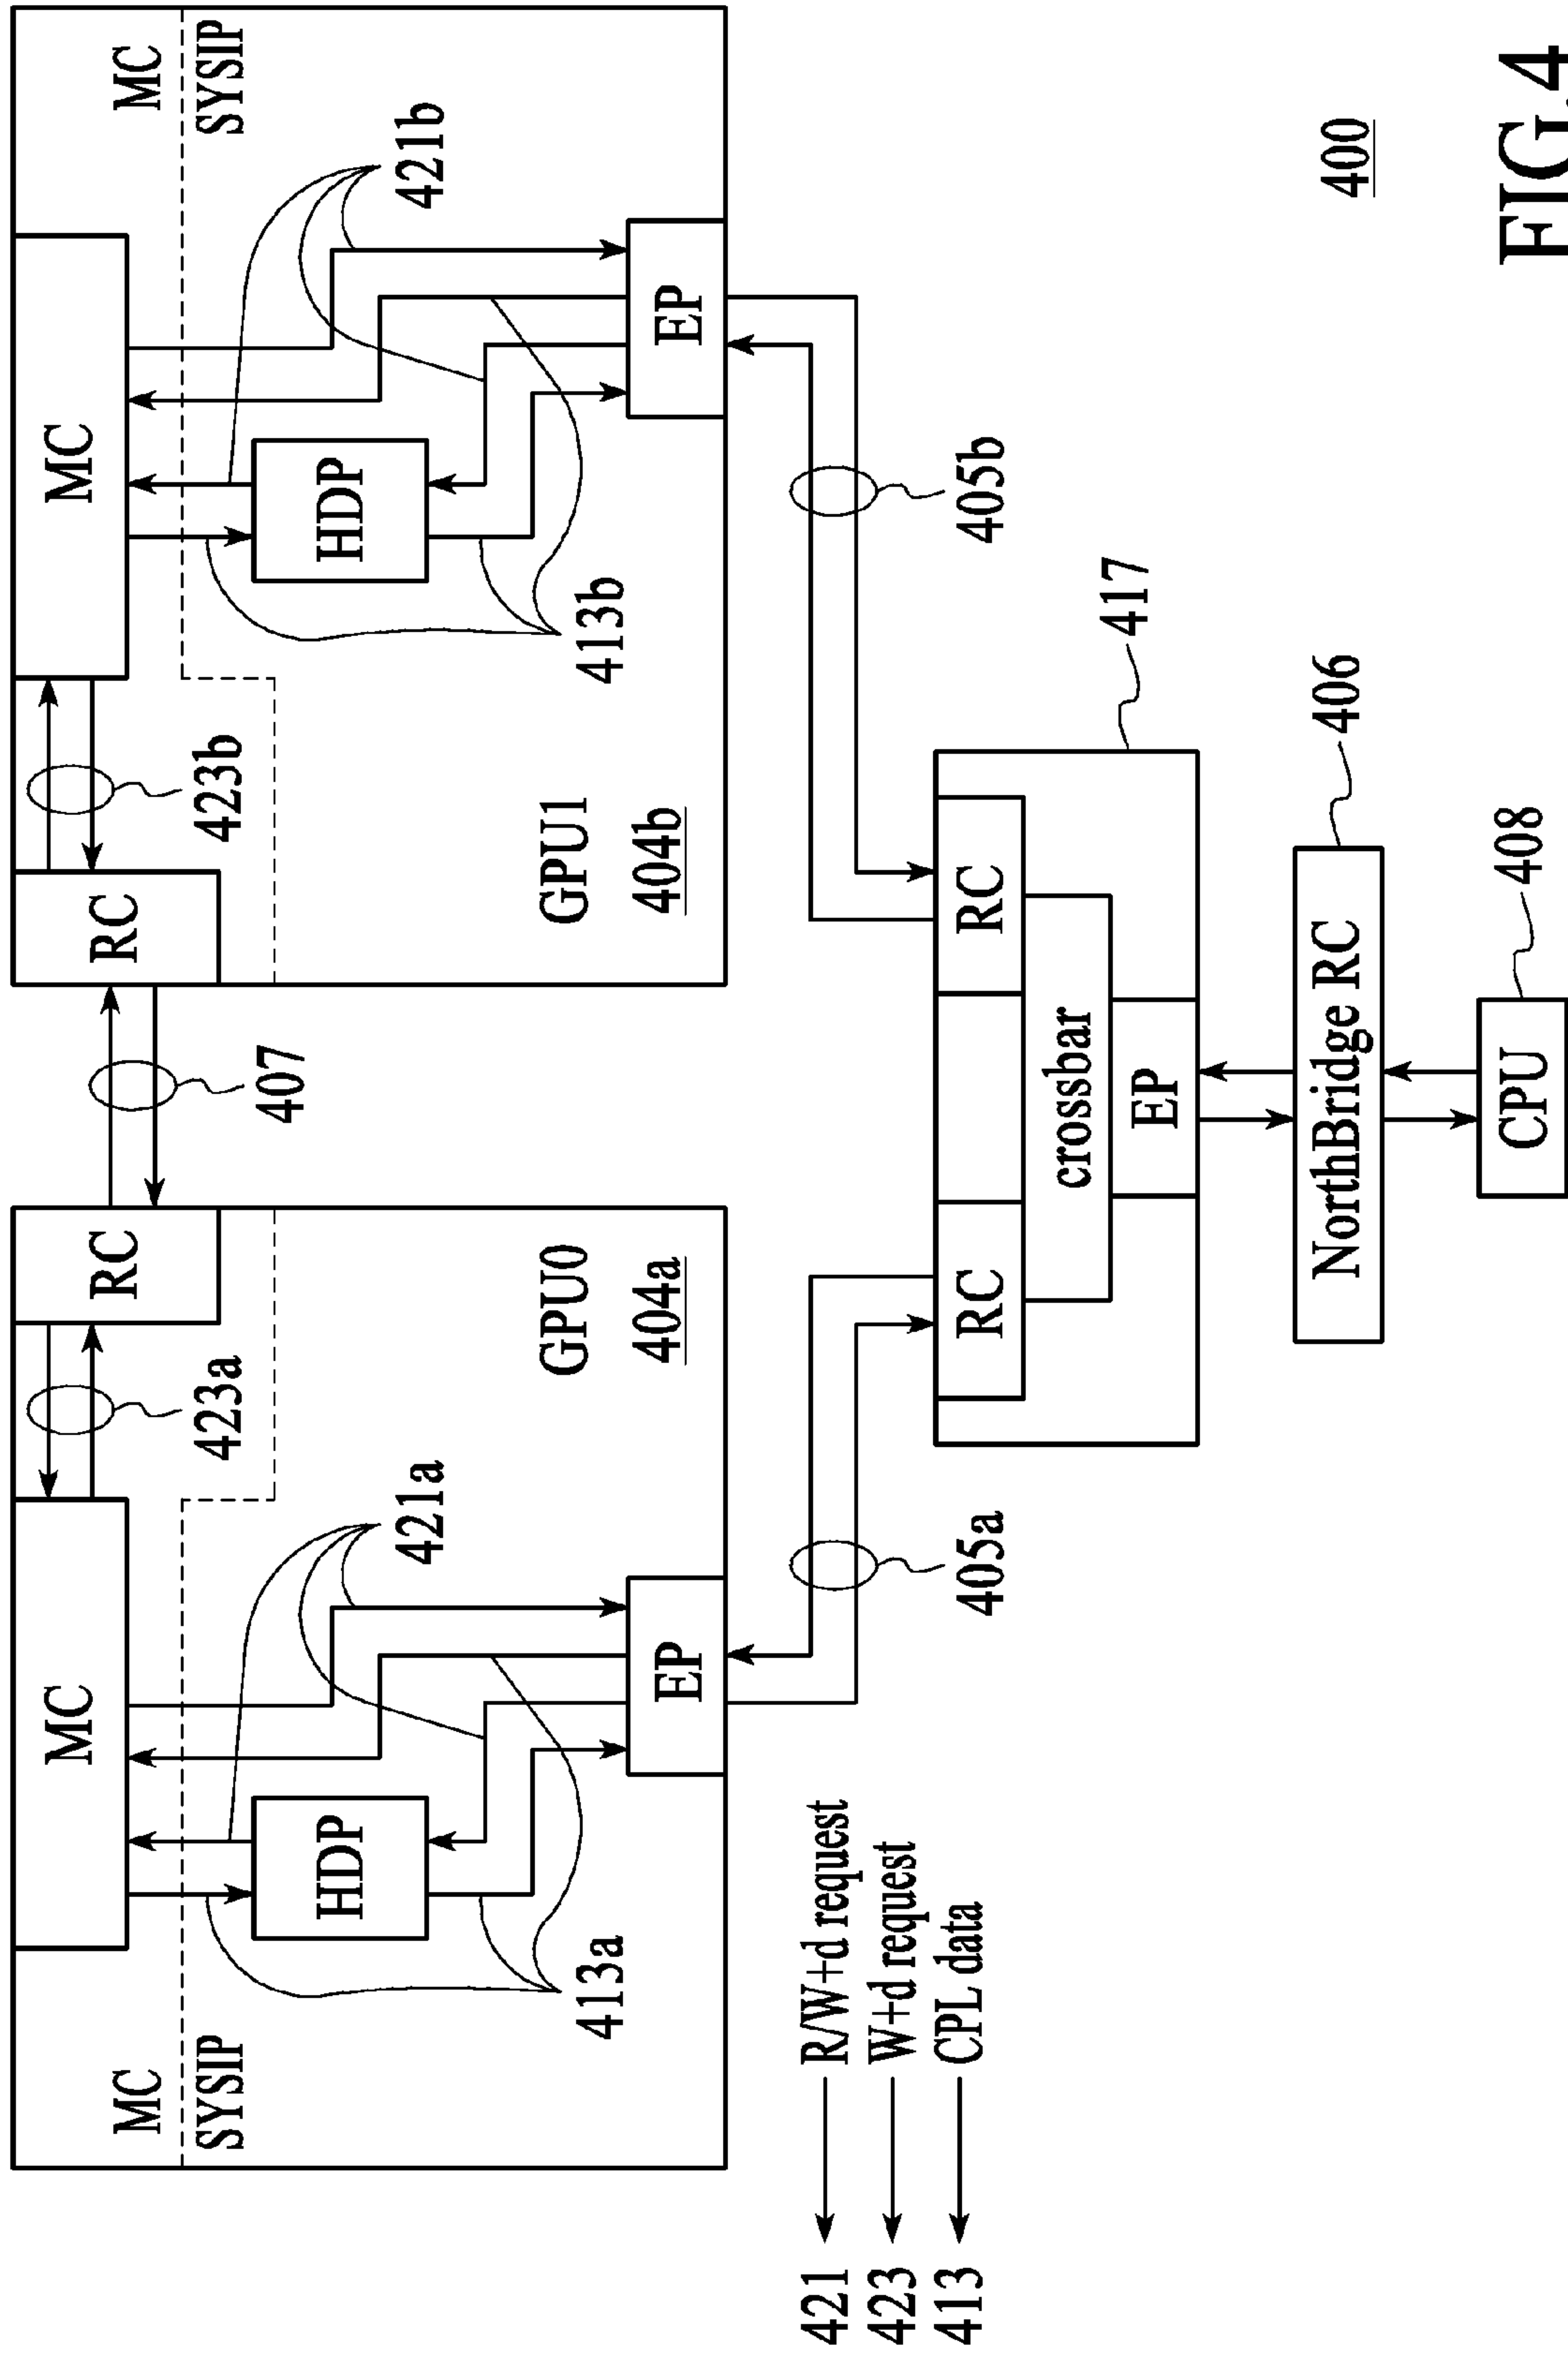 MC
SYSIP
MC
423a
RC
407
RC
423b
MC
MC
SYSIP
HDP
421a
413a
GPU0
404a
EP
HDP
421b
413b
GPU1
404b
EP
421 R/W+d request
423 W+d request
413 CPL data
405a
405b
RC
RC
crossbar
EP
417
NorthBridge RC
406
CPU
408
400
FIG.4